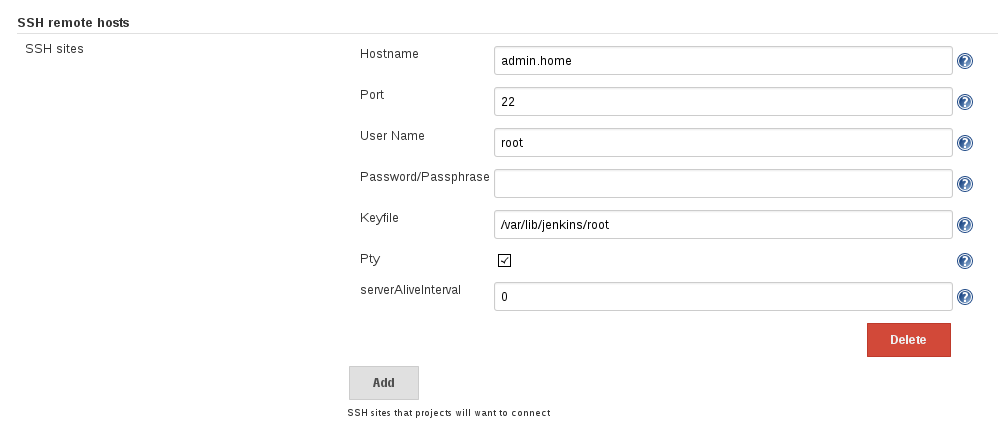 SSH remote hosts
SSH sites
Hostname
admin.home
Port
22
User Name
root
Password/Passphrase
Keyfile
/var/lib/jenkins/root
Pty
serverAliveInterval
0
Delete
Add
SSH sites that projects will want to connect